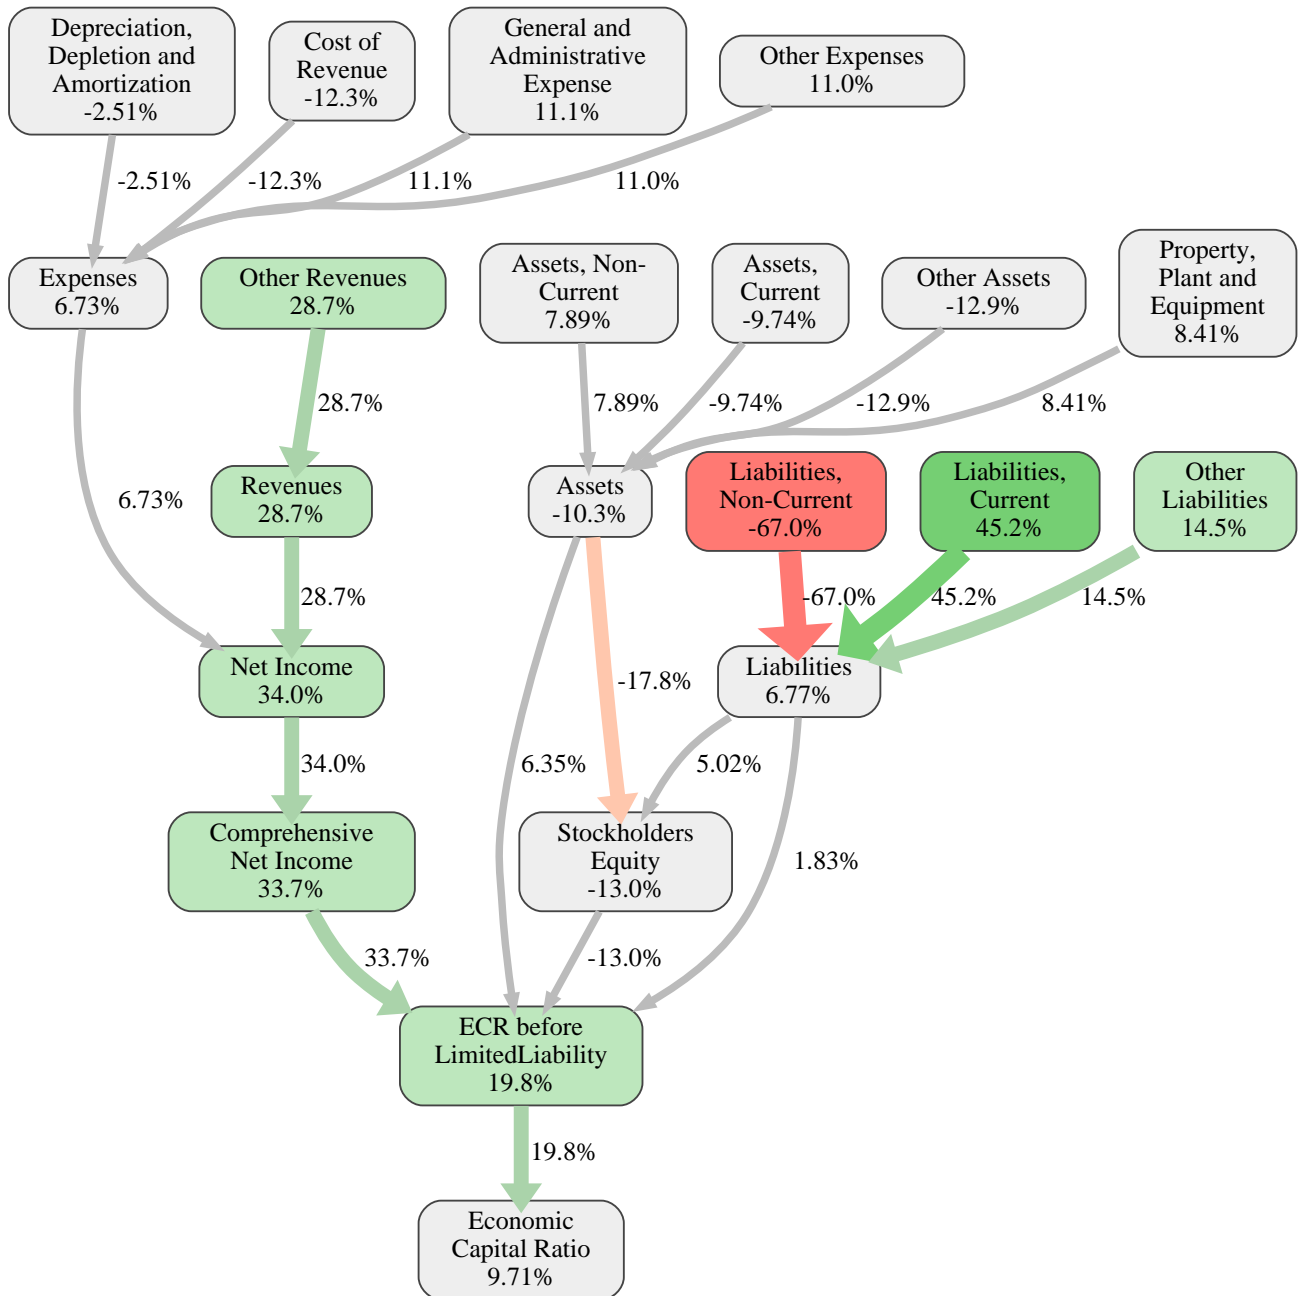 Depreciation,
Depletion and
Amortization
-2.51%
Cost of
Revenue
-12.3%
General and
Administrative
Expense
11.1%
Other Expenses
11.0%
-2.51%
-12.3%
11.1%
11.0%
Expenses
6.73%
Other Revenues
28.7%
Assets, Non-
Current
7.89%
Assets,
Current
-9.74%
Other Assets
-12.9%
Property,
Plant and
Equipment
8.41%
28.7%
7.89%
-9.74%
-12.9%
8.41%
6.73%
Revenues
28.7%
Assets
-10.3%
Liabilities,
Non-Current
-67.0%
Liabilities,
Current
45.2%
Other
Liabilities
14.5%
28.7%
-67.0%
45.2%
14.5%
Net Income
34.0%
-17.8%
Liabilities
6.77%
34.0%
6.35%
5.02%
Comprehensive
Net Income
33.7%
Stockholders
Equity
-13.0%
1.83%
33.7%
-13.0%
ECR before
LimitedLiability
19.8%
19.8%
Economic
Capital Ratio
9.71%